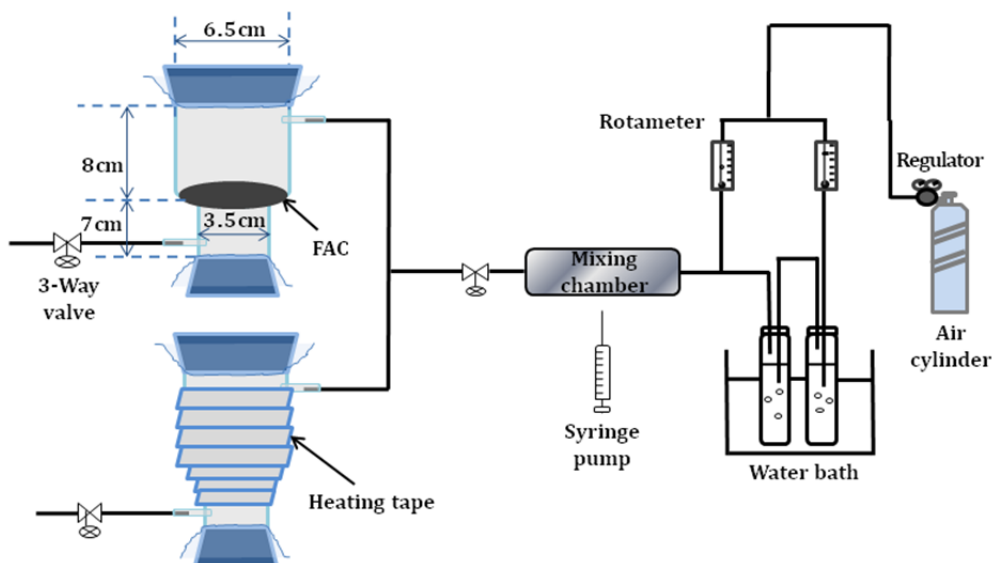 6.5cm
8cm
7cm
3.5cm
FAC
3-Way
valve
Heating tape
Mixing
chamber
Syringe
pump
Rotameter
Regulator
Air
cylinder
Water bath